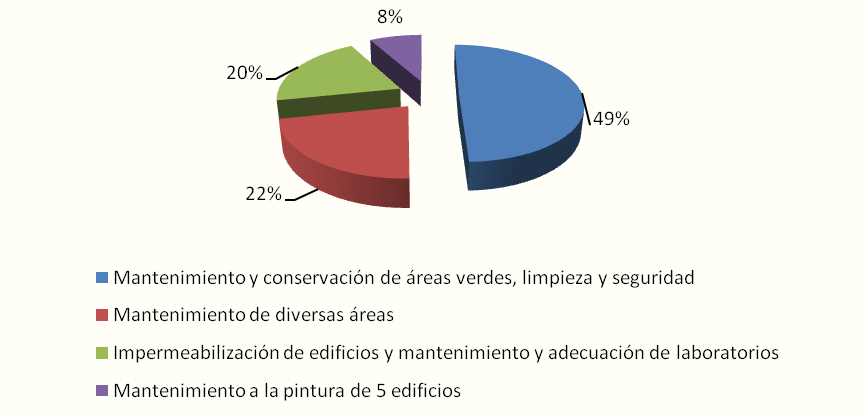 8%
20%
49%
22%
Mantenimiento y conservación de áreas verdes, limpieza y seguridad
Mantenimiento de diversas áreas
Impermeabilización de edificios y mantenimiento y adecuación de laboratorios
Mantenimiento a la pintura de 5 edificios